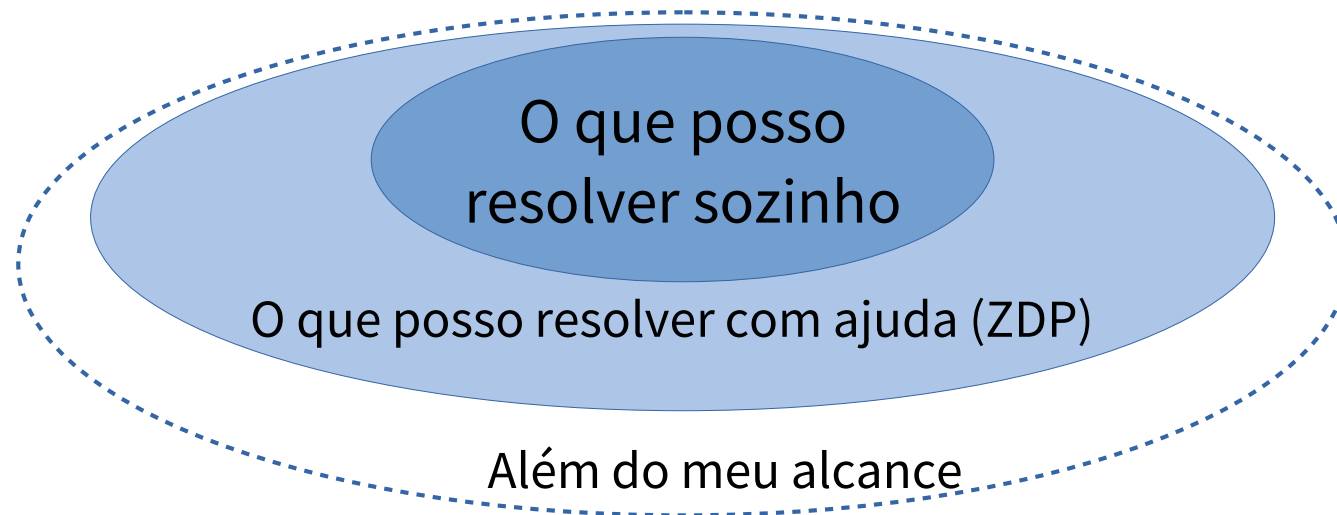 O que posso
resolver sozinho
O que posso resolver com ajuda (ZDP)
Além do meu alcance